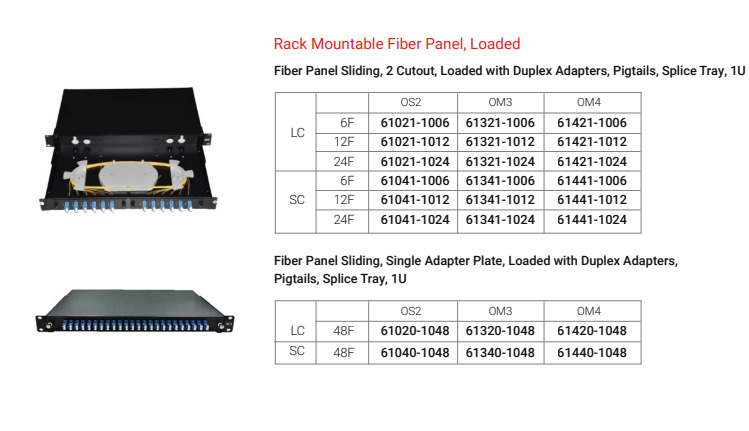 Rack Mountable Fiber Panel, Loaded
Fiber Panel Sliding, 2 Cutout, Loaded with Duplex Adapters, Pigtails, Splice Tray, 1U
OS2 OM3 OM4
LC 6F 61021-1006 61321-1006 61421-1006
12F 61021-1012 61321-1012 61421-1012
24F 61021-1024 61321-1024 61421-1024
SC 6F 61041-1006 61341-1006 61441-1006
12F 61041-1012 61341-1012 61441-1012
24F 61041-1024 61341-1024 61441-1024
Fiber Panel Sliding, Single Adapter Plate, Loaded with Duplex Adapters,
Pigtails, Splice Tray, 1U
OS2 OM3 OM4
LC 48F 61020-1048 61320-1048 61420-1048
SC 48F 61040-1048 61340-1048 61440-1048